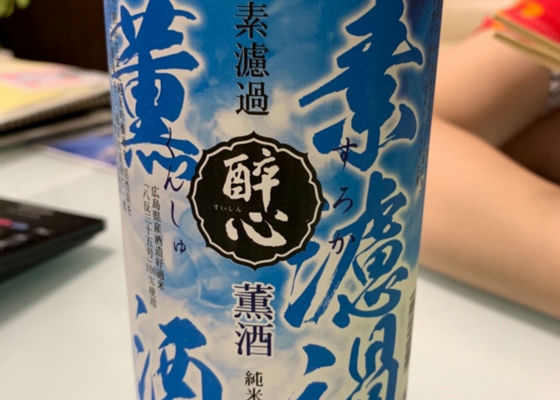 素濾過
すろか
素濾過
醉心
すいしん
薫酒
純米
薫酒
くんしゅ
広島県産酒造好適米
「八反三十五号」100%使用